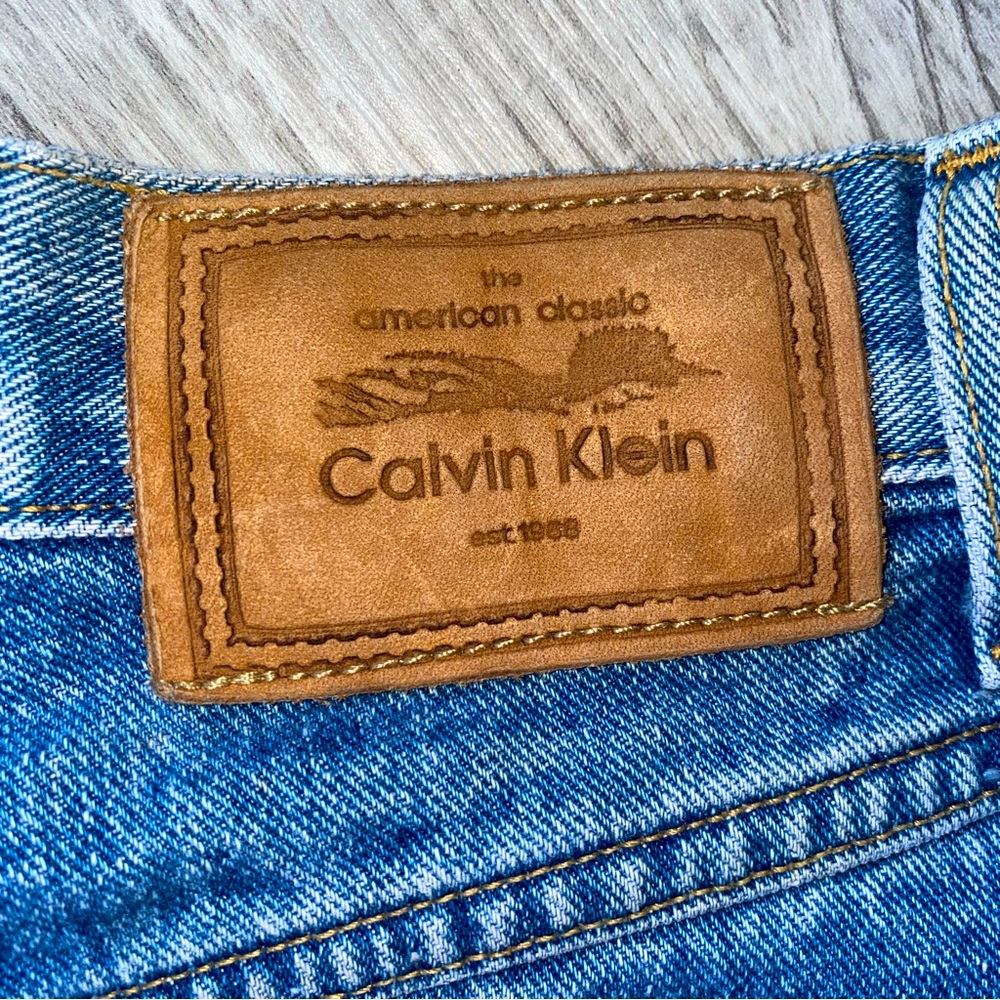 the
american classic
Calvin Klein
est.1968